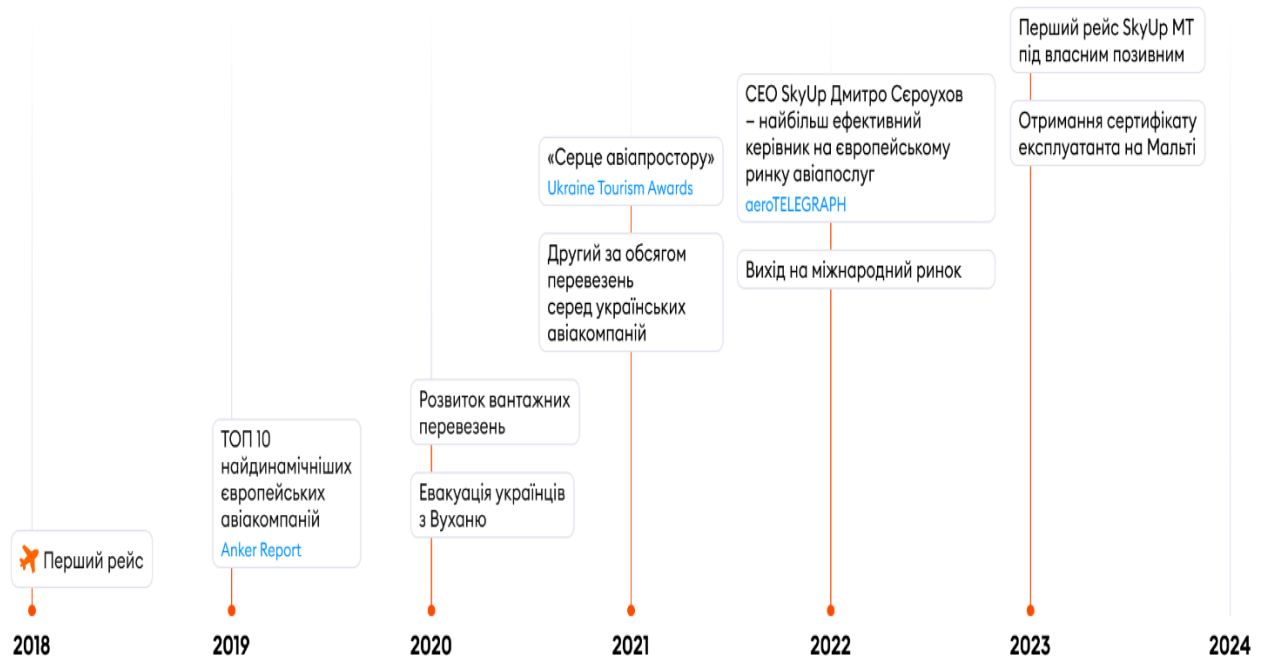 Перший рейс SkyUp MT
під власним позивним
CEO SkyUp Дмитро Сєроухов
– найбільш ефективний
керівник на європейському
ринку авіапослуг
aeroTELEGRAPH
Отримання сертифікату
експлуатанта на Мальті
«Серце авіапростору»
Ukraine Tourism Awards
Другий за обсягом
перевезень
серед українських
авіакомпаній
Вихід на міжнародний ринок
Розвиток вантажних
перевезень
ТОП 10
найдинамічніших
європейських
авіакомпаній
Anker Report
Евакуація українців
з Вуханю
Перший рейс
2018
2019
2020
2021
2022
2023
2024